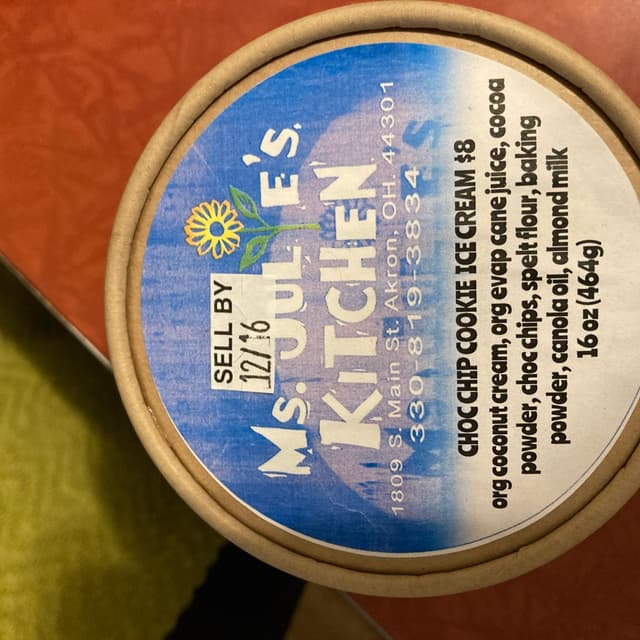 SELL BY
12/16
Ms. JULiE'S
KiTCHEN
1809 S. Main St. Akron, OH. 44301
330-819-3834
CHOC CHIP COOKIE ICE CREAM $8
org coconut cream, org evap cane juice, cocoa
powder, choc chips, spelt flour, baking
powder, canola oil, almond milk
16 oz (464g)